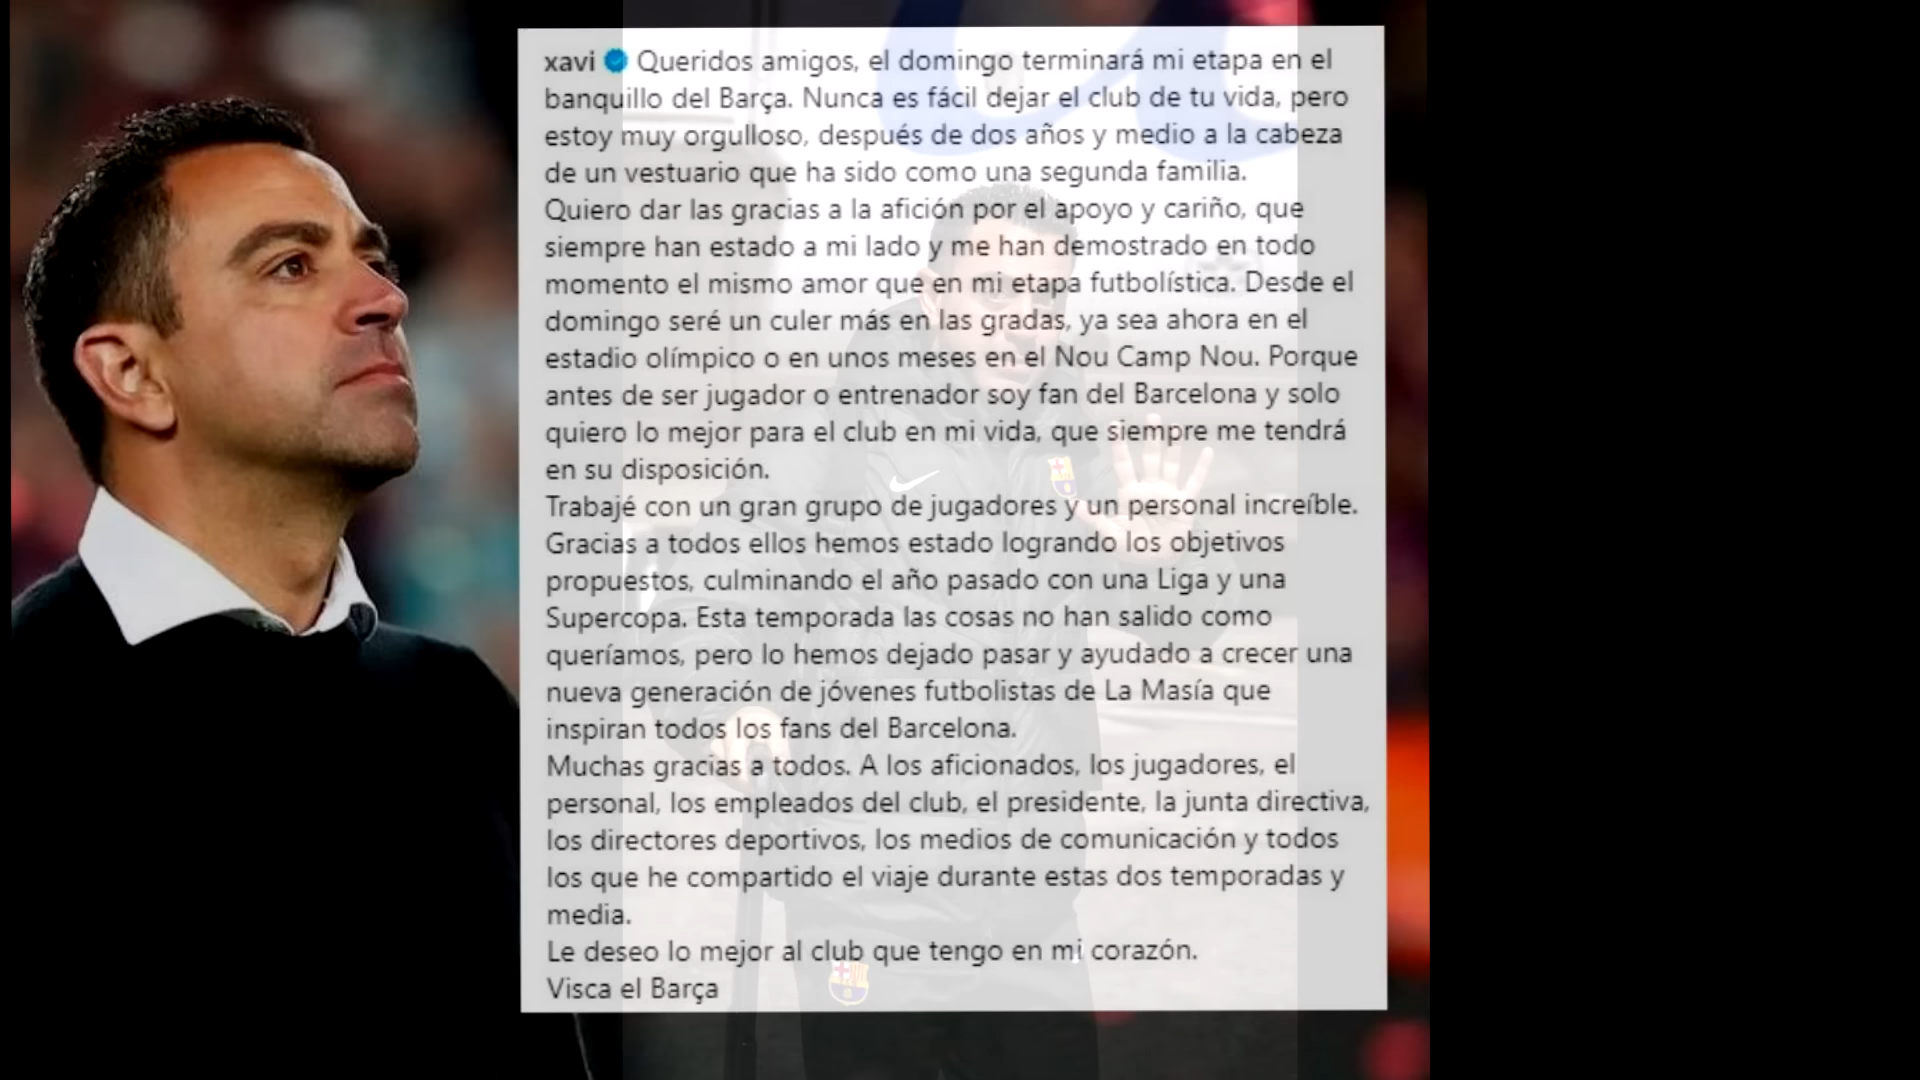 xavi Queridos amigos, el domingo terminará mi etapa en el
banquillo del Barça. Nunca es fácil dejar el club de tu vida, pero
estoy muy orgulloso, después de dos años y medio a la cabeza
de un vestuario que ha sido como una segunda familia.
Quiero dar las gracias a la afición por el apoyo y cariño, que
siempre han estado a mi lado y me han demostrado en todo
momento el mismo amor que en mi etapa futbolística. Desde el
domingo seré un culer más en las gradas, ya sea ahora en el
estadio olímpico o en unos meses en el Nou Camp Nou. Porque
antes de ser jugador o entrenador soy fan del Barcelona y solo
quiero lo mejor para el club en mi vida, que siempre me tendrá
en su disposición.
Trabajé con un gran grupo de jugadores y un personal increíble.
Gracias a todos ellos hemos estado logrando los objetivos
propuestos, culminando el año pasado con una Liga y una
Supercopa. Esta temporada las cosas no han salido como
queríamos, pero lo hemos dejado pasar y ayudado a crecer una
nueva generación de jóvenes futbolistas de La Masía que
inspiran todos los fans del Barcelona.
Muchas gracias a todos. A los aficionados, los jugadores, el
personal, los empleados del club, el presidente, la junta directiva,
los directores deportivos, los medios de comunicación y todos
los que he compartido el viaje durante estas dos temporadas y
media.
Le deseo lo mejor al club que tengo en mi corazón.
Visca el Barça